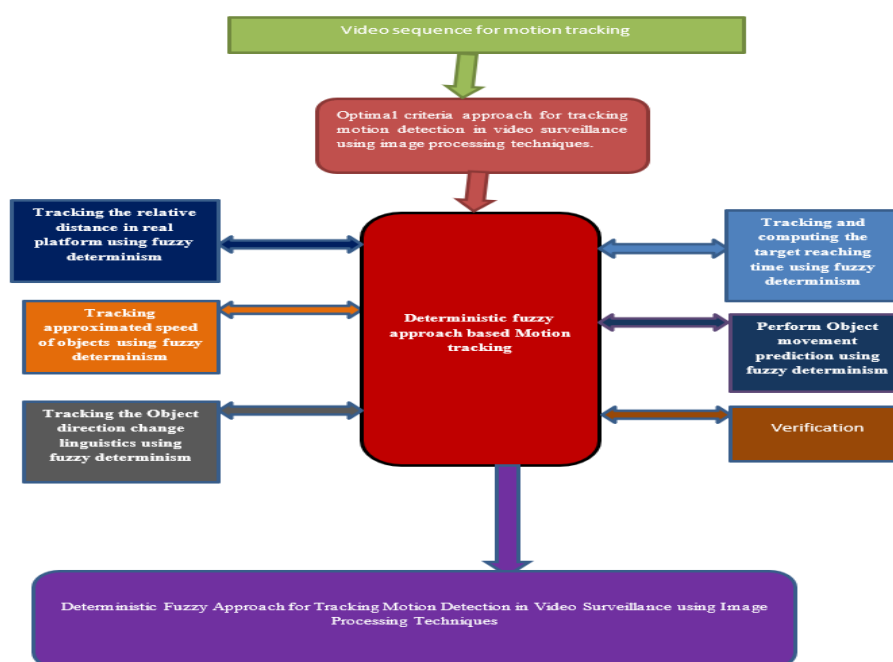 Video sequence for motion tracking
Optimal criteria approach for tracking
motion detection in video surveillance
using image processing techniques.
Tracking the relative
distance in real
platform using fuzzy
determinism
Tracking
approximated speed
of objects using fuzzy
determinism
Tracking the Object
direction change
linguistics using
fuzzy determinism
Deterministic fuzzy
approach based Motion
tracking
Tracking and
computing the
target reaching
time using fuzzy
determinism
Perform Object
movement
prediction using
fuzzy determinism
Verification
Deterministic Fuzzy Approach for Tracking Motion Detection in Video Surveillance using Image
Processing Techniques